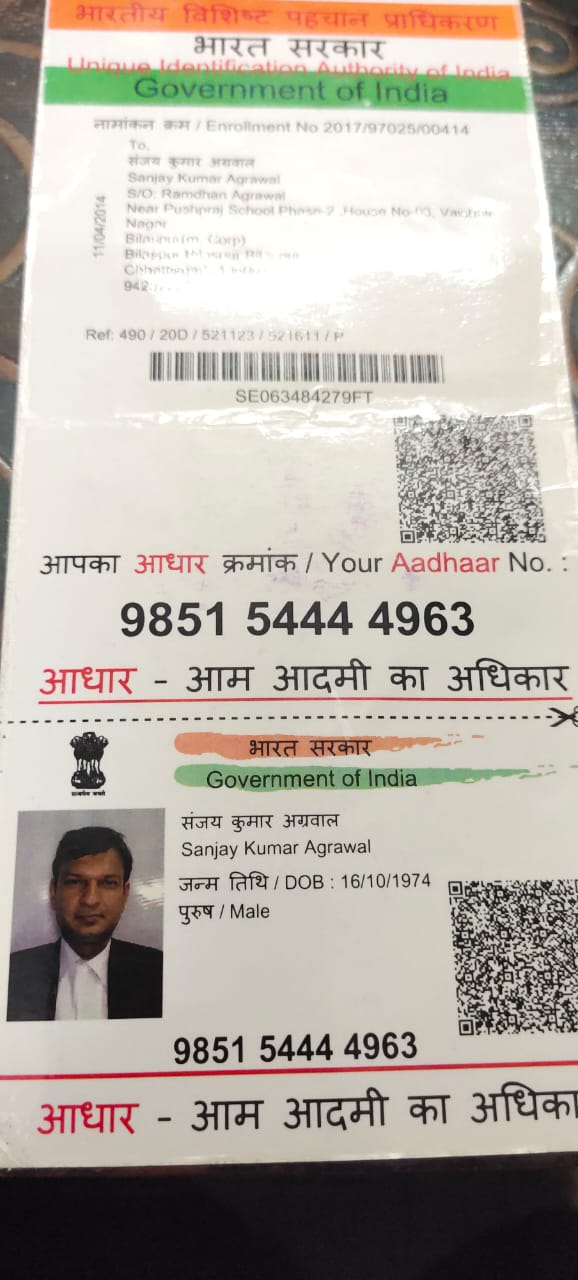 भारतीय विशिष्ट पहचान प्राधिकरण
भारत सरकार
Unique Identification Authority of India
Government of India
नामांकन क्रम / Enrollment No 2017/97025/00414
To,
संजय कुमार अग्रवाल
Sanjay Kumar Agrawal
S/O: Ramdhan Agrawal
Near Pushpraj School Phase-2 ,House No
Nagar
11/04/2014
Ref: 490 / 20D / 521123 / 521611 / P
SE063484279FT
आपका आधार क्रमांक / Your Aadhaar No. :
9851 5444 4963
आधार - आम आदमी का अधिकार
भारत सरकार
Government of India
संजय कुमार अग्रवाल
Sanjay Kumar Agrawal
जन्म तिथि / DOB : 16/10/1974
पुरुष / Male
9851 5444 4963
आधार - आम आदमी का अधिका